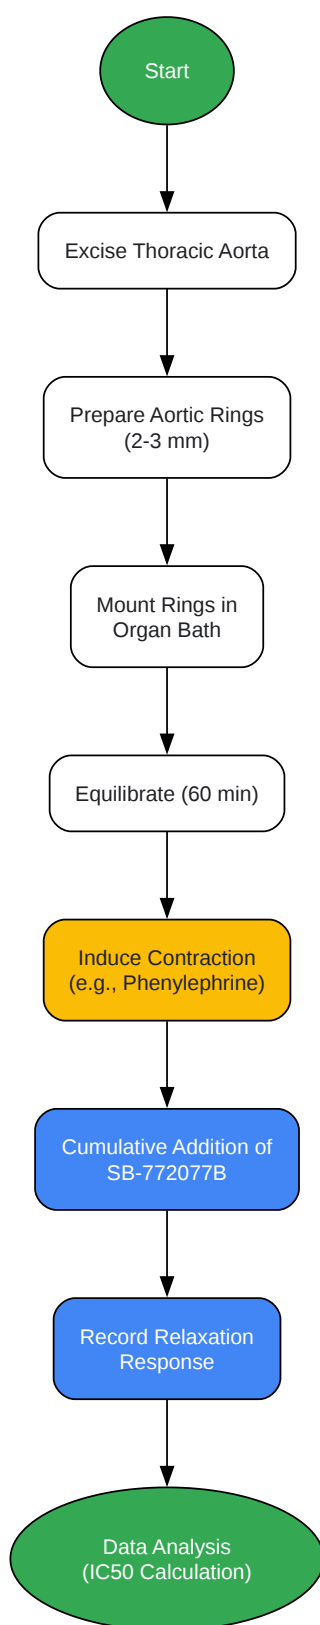 Start
Excise Thoracic Aorta
Prepare Aortic Rings
(2-3 mm)
Mount Rings in
Organ Bath
Equilibrate (60 min)
Induce Contraction
(e.g., Phenylephrine)
Cumulative Addition of
SB-772077B
Record Relaxation
Response
Data Analysis
(IC50 Calculation)